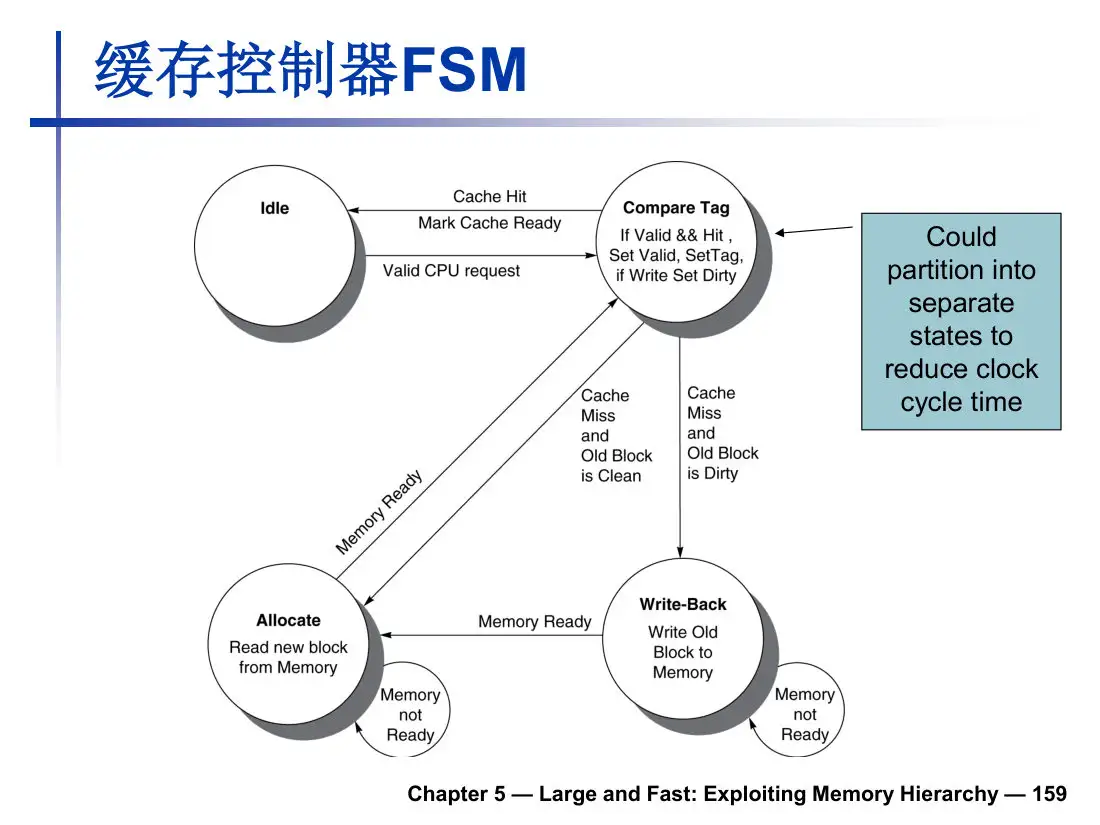 缓存控制器FSM
Idle
Cache Hit
Mark Cache Ready
Valid CPU request
Compare Tag
If Valid && Hit ,
Set Valid, SetTag,
if Write Set Dirty
Could
partition into
separate
states to
reduce clock
cycle time
Cache
Miss
and
Old Block
is Clean
Cache
Miss
and
Old Block
is Dirty
Memory Ready
Allocate
Read new block
from Memory
Memory
not
Ready
Memory Ready
Write-Back
Write Old
Block to
Memory
Memory
not
Ready
Chapter 5 — Large and Fast: Exploiting Memory Hierarchy — 159